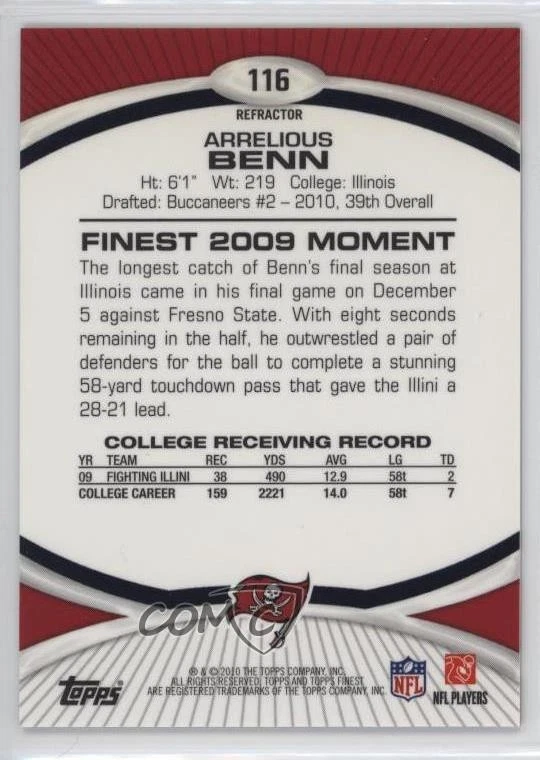 116
REFRACTOR
ARRELIOUS
BENN
Ht: 6'1" Wt: 219 College: Illinois
Drafted: Buccaneers #2 – 2010, 39th Overall
FINEST 2009 MOMENT
The longest catch of Benn's final season at
Illinois came in his final game on December
5 against Fresno State. With eight seconds
remaining in the half, he outwrestled a pair of
defenders for the ball to complete a stunning
58-yard touchdown pass that gave the Illini a
28-21 lead.
COLLEGE RECEIVING RECORD
YR TEAM REC YDS AVG LG TD
09 FIGHTING ILLINI 38 490 12.9 58t 2
COLLEGE CAREER 159 2221 14.0 58t 7
COMC
® & © 2010 THE TOPPS COMPANY, INC.
ALL RIGHTS RESERVED. TOPPS AND TOPPS FINEST
ARE REGISTERED TRADEMARKS OF THE TOPPS COMPANY, INC.
topps
NFL
NFL PLAYERS